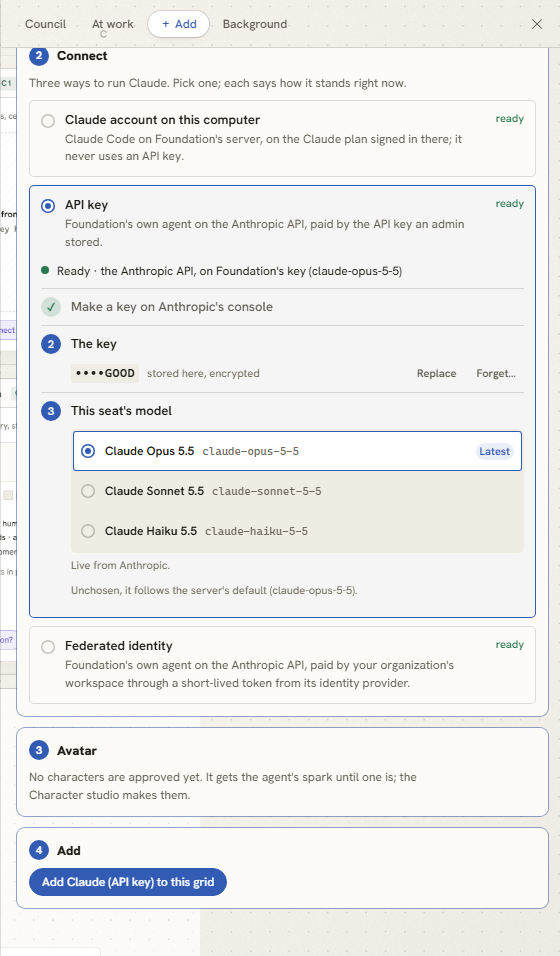 Council At work + Add Background
C
C1
2 Connect
Three ways to run Claude. Pick one; each says how it stands right now.
Claude account on this computer ready
Claude Code on Foundation's server, on the Claude plan signed in there; it
never uses an API key.
API key ready
Foundation's own agent on the Anthropic API, paid by the API key an admin
stored.
Ready · the Anthropic API, on Foundation's key (claude-opus-5-5)
Make a key on Anthropic's console
2 The key
••••GOOD stored here, encrypted Replace Forget...
3 This seat's model
Claude Opus 5.5 claude-opus-5-5 Latest
Claude Sonnet 5.5 claude-sonnet-5-5
Claude Haiku 5.5 claude-haiku-5-5
Live from Anthropic.
Unchosen, it follows the server's default (claude-opus-5-5).
Federated identity ready
Foundation's own agent on the Anthropic API, paid by your organization's
workspace through a short-lived token from its identity provider.
3 Avatar
No characters are approved yet. It gets the agent's spark until one is; the
Character studio makes them.
4 Add
Add Claude (API key) to this grid